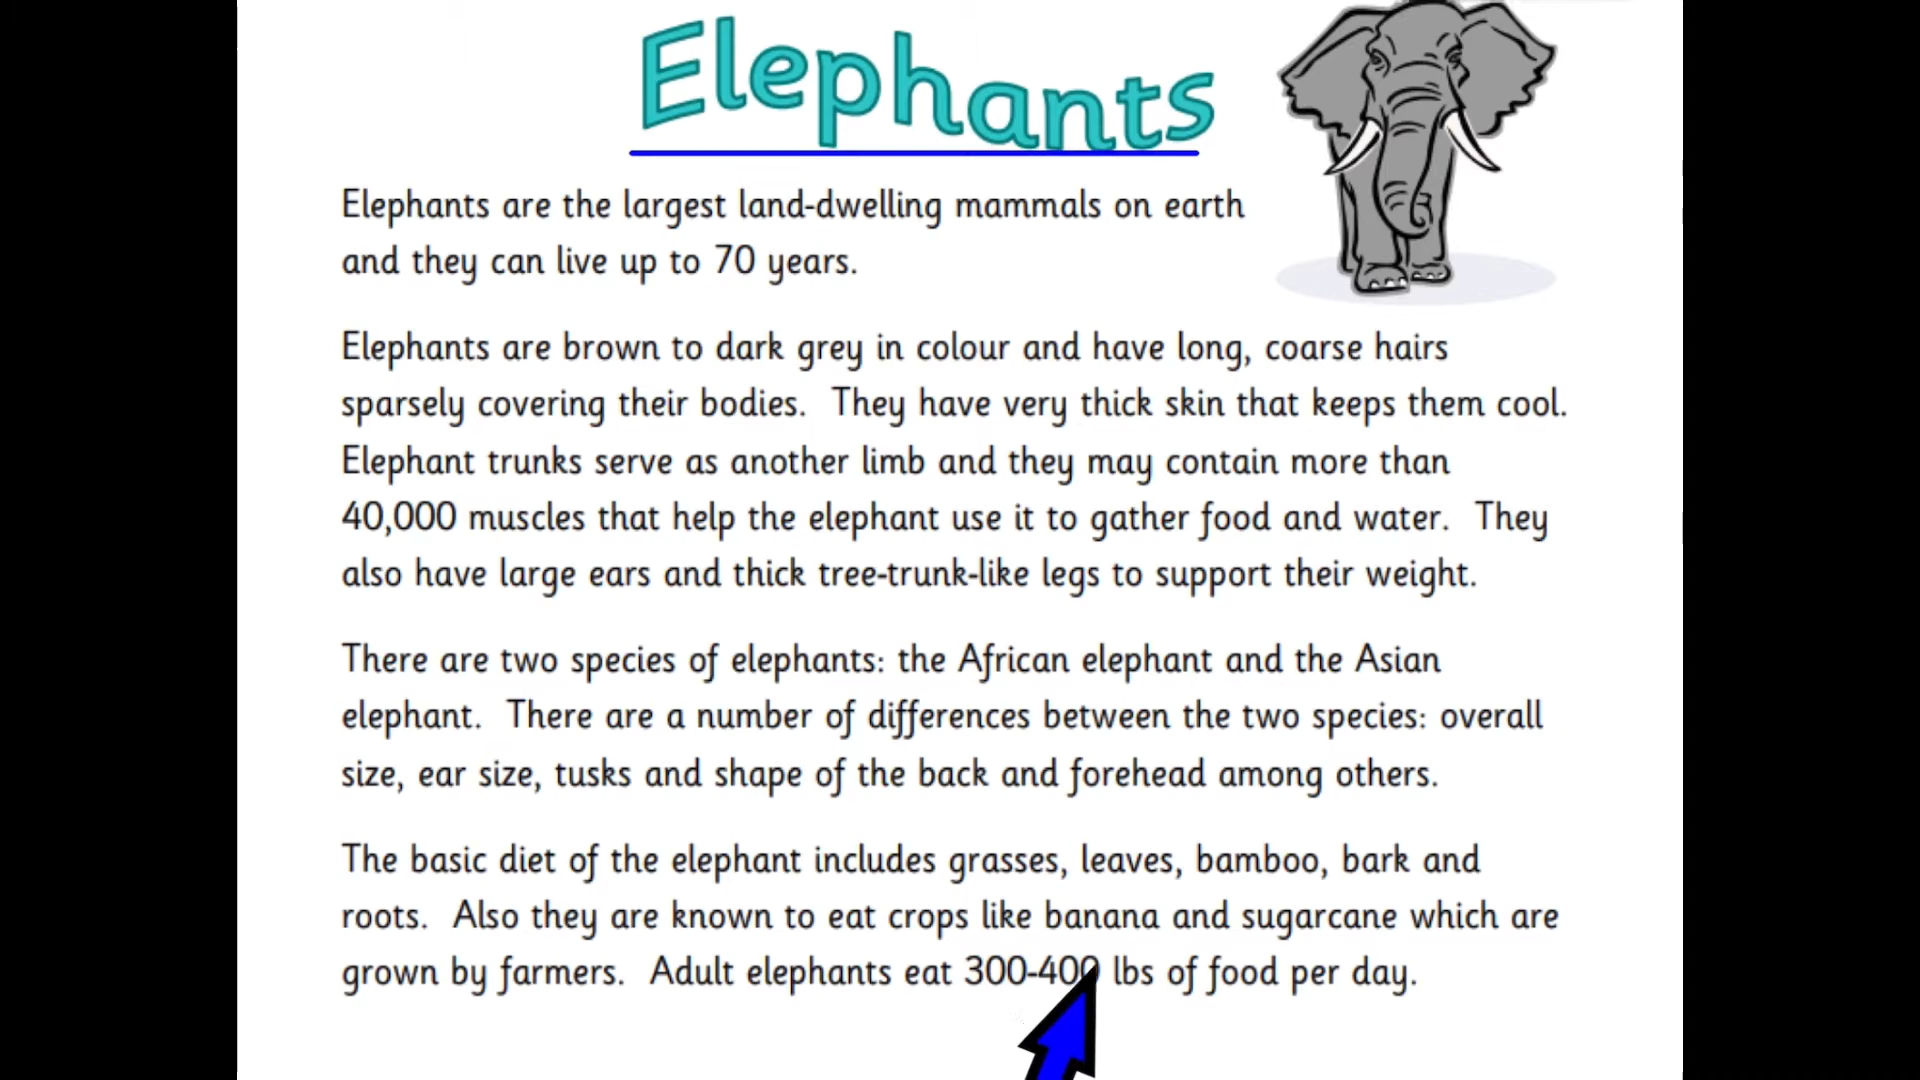 Elephants
Elephants are the largest land-dwelling mammals on earth
and they can live up to 70 years.
Elephants are brown to dark grey in colour and have long, coarse hairs
sparsely covering their bodies.  They have very thick skin that keeps them cool.
Elephant trunks serve as another limb and they may contain more than
40,000 muscles that help the elephant use it to gather food and water.  They
also have large ears and thick tree-trunk-like legs to support their weight.
There are two species of elephants: the African elephant and the Asian
elephant.  There are a number of differences between the two species: overall
size, ear size, tusks and shape of the back and forehead among others.
The basic diet of the elephant includes grasses, leaves, bamboo, bark and
roots.  Also they are known to eat crops like banana and sugarcane which are
grown by farmers.  Adult elephants eat 300-400 lbs of food per day.